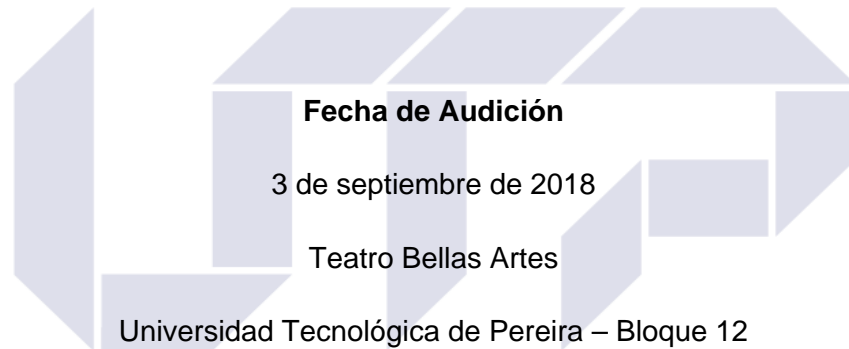 Fecha de Audición
3 de septiembre de 2018
Teatro Bellas Artes
Universidad Tecnológica de Pereira – Bloque 12